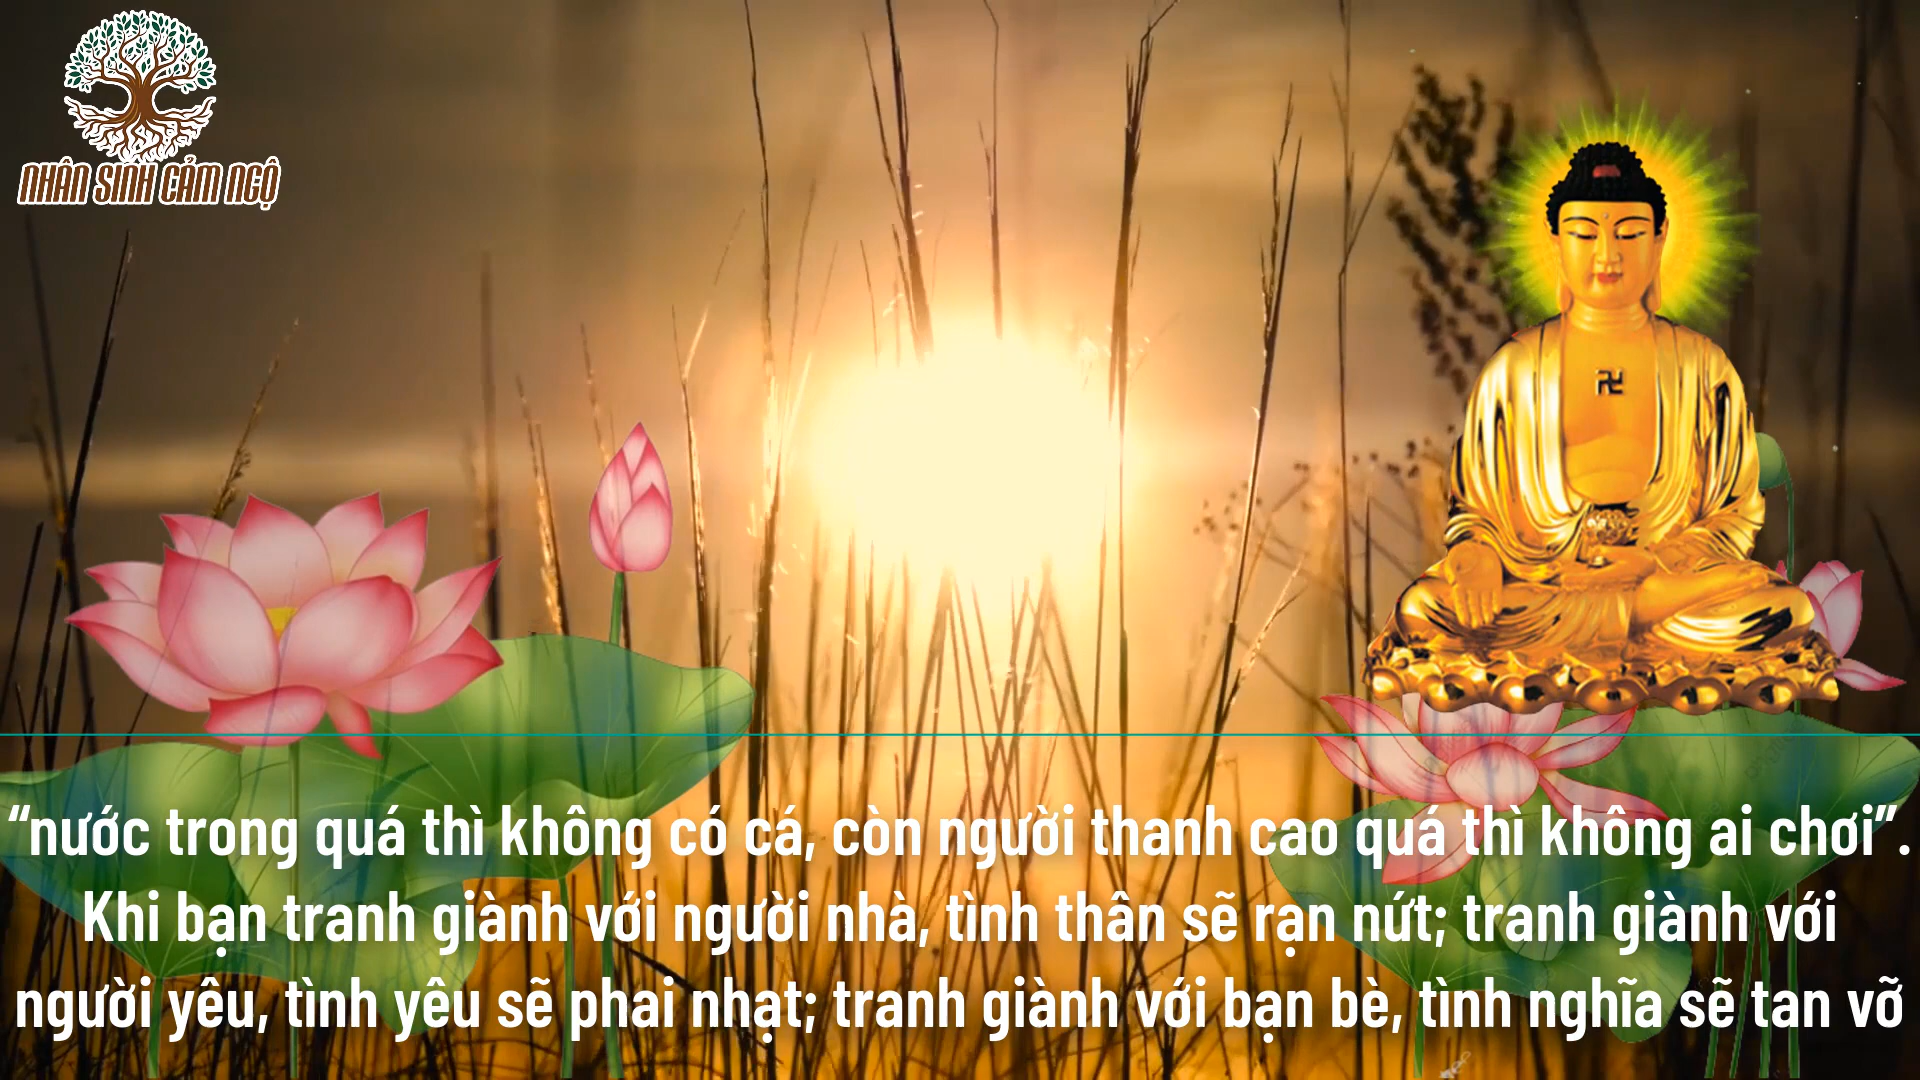 NHÂN SINH CẢM NGỘ
“nước trong quá thì không có cá, còn người thanh cao quá thì không ai chơi”.
Khi bạn tranh giành với người nhà, tình thân sẽ rạn nứt; tranh giành với
người yêu, tình yêu sẽ phai nhạt; tranh giành với bạn bè, tình nghĩa sẽ tan vỡ
卍